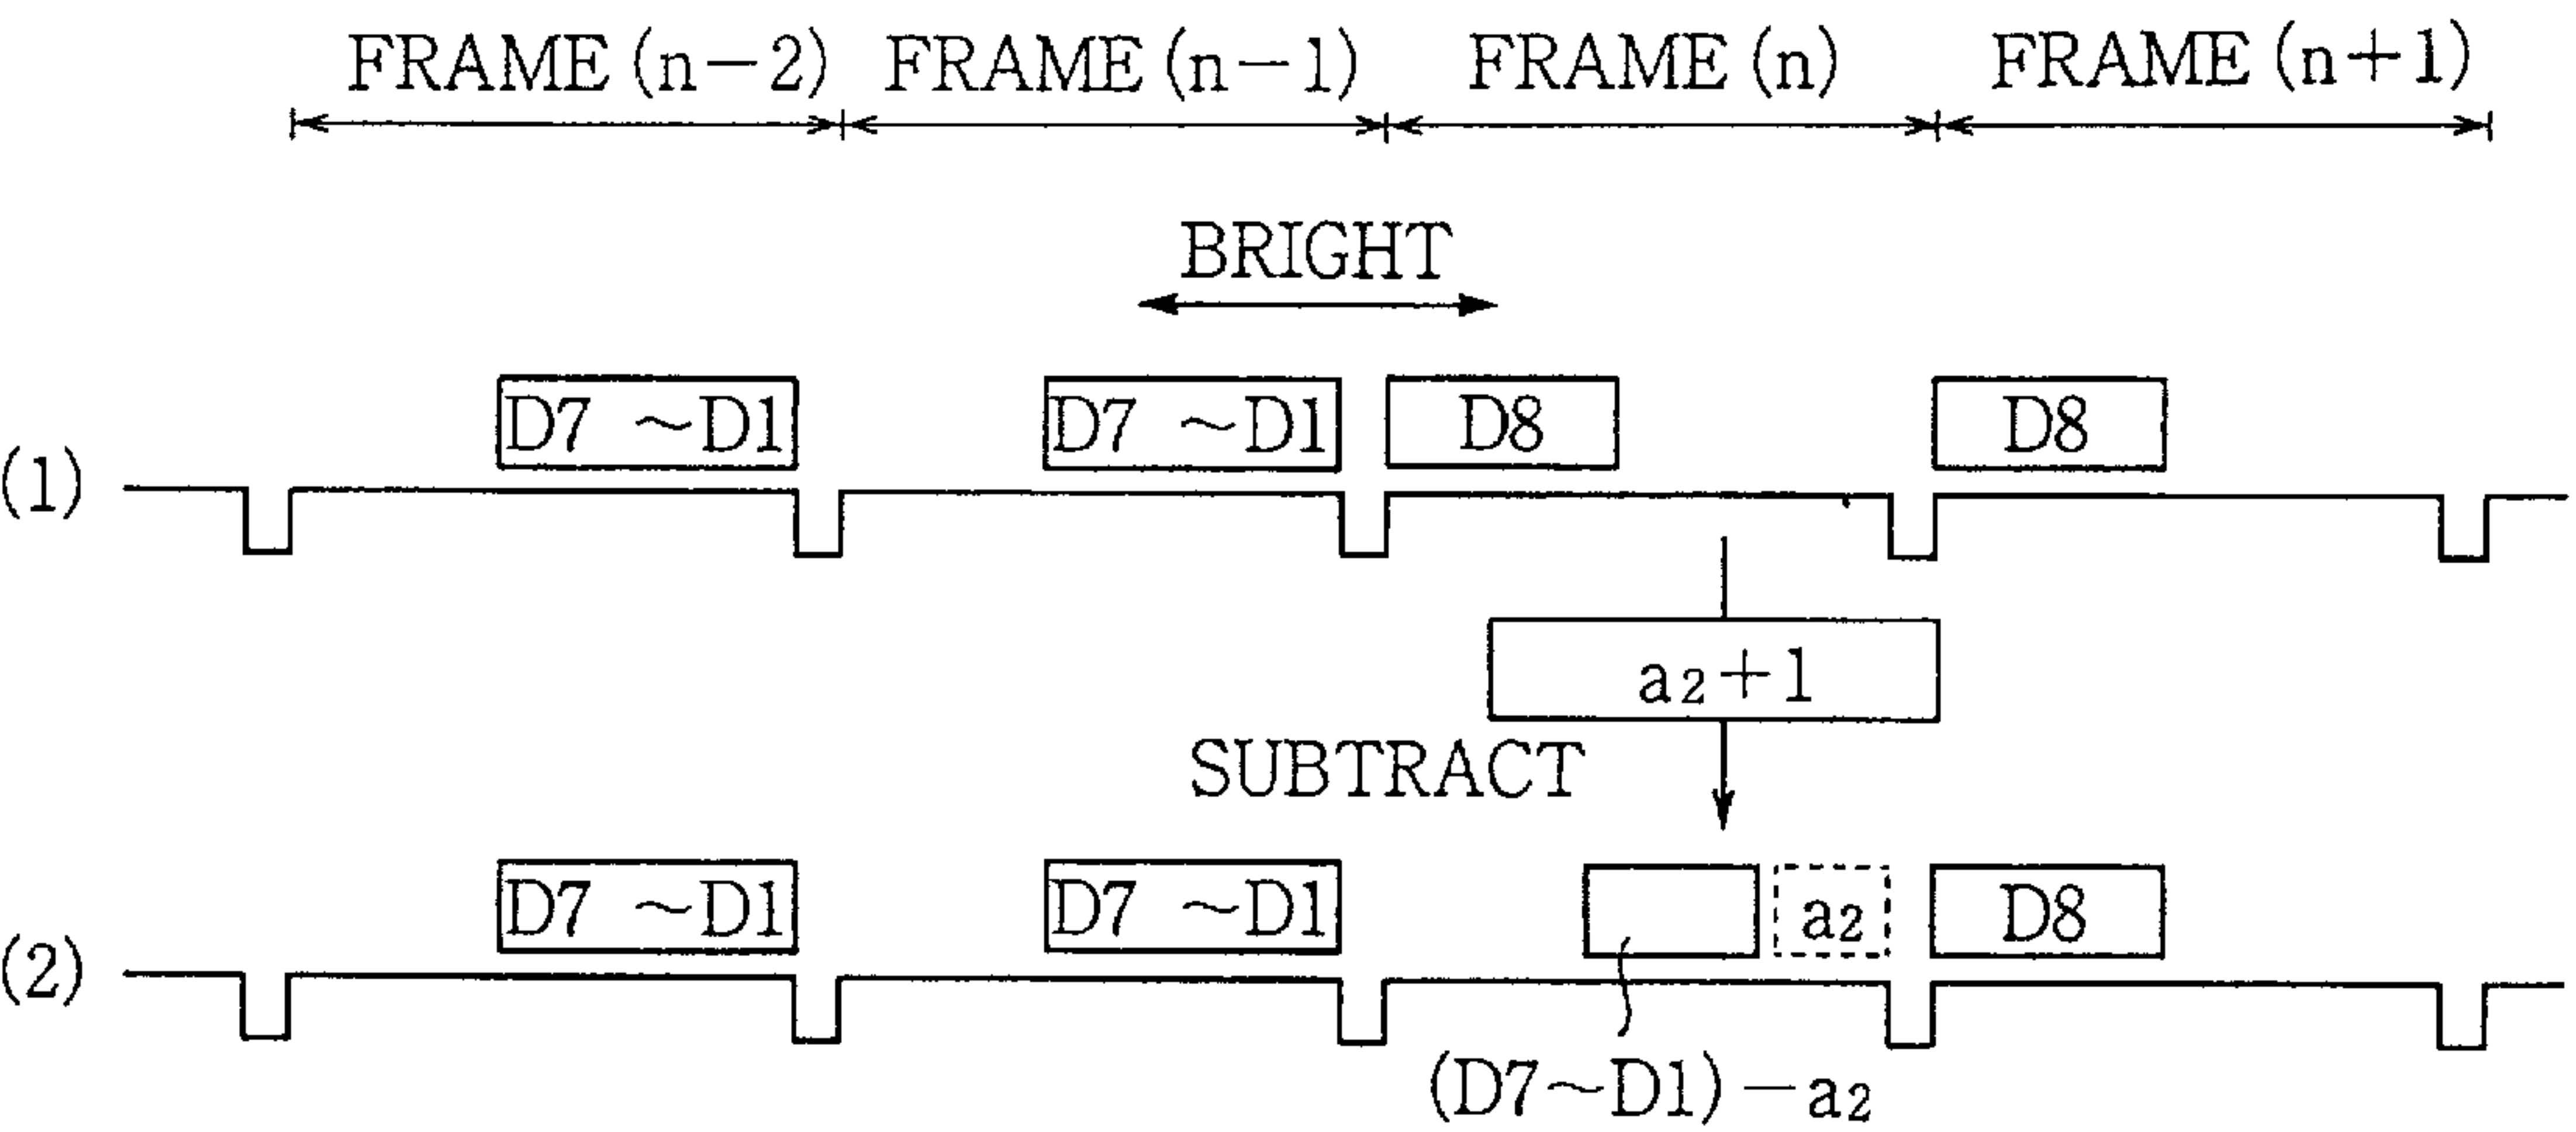 FRAME (n-2) FRAME (n-1) FRAME (n) FRAME (n+1)
BRIGHT
(1) D7 ~D1 D7 ~D1 D8 D8
a₂+1
SUBTRACT
(2) D7 ~D1 D7 ~D1 a₂ D8
(D7~D1)-a₂